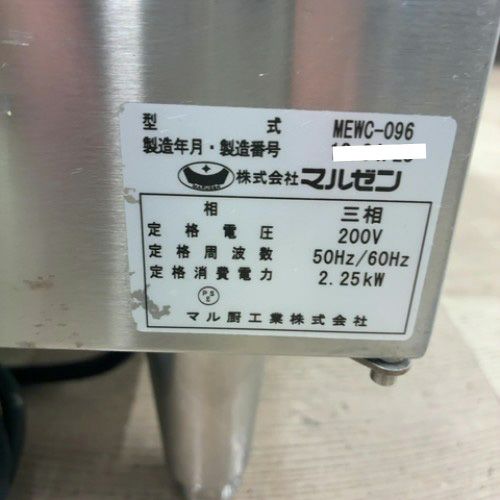 型 式 MEWC-096
製造年月・製造番号
株式会社 マルゼン
相 三相
定格電圧 200V
定格周波数 50Hz/60Hz
定格消費電力 2.25kW
PSE
マル厨工業株式会社